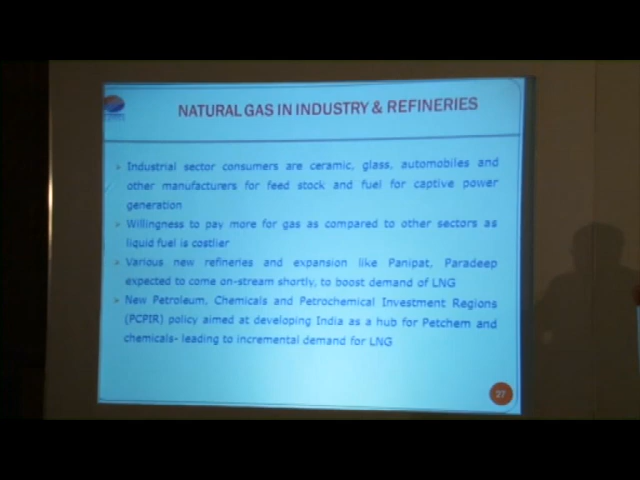 NATURAL GAS IN INDUSTRY & REFINERIES
Industrial sector consumers are ceramic, glass, automobiles and
other manufacturers for feed stock and fuel for captive power
generation
Willingness to pay more for gas as compared to other sectors as
liquid fuel is costlier
Various new refineries and expansion like Panipat, Paradeep
expected to come on-stream shortly, to boost demand of LNG
New Petroleum, Chemicals and Petrochemical Investment Regions
(PCPIR) policy aimed at developing India as a hub for Petchem and
chemicals- leading to incremental demand for LNG
27